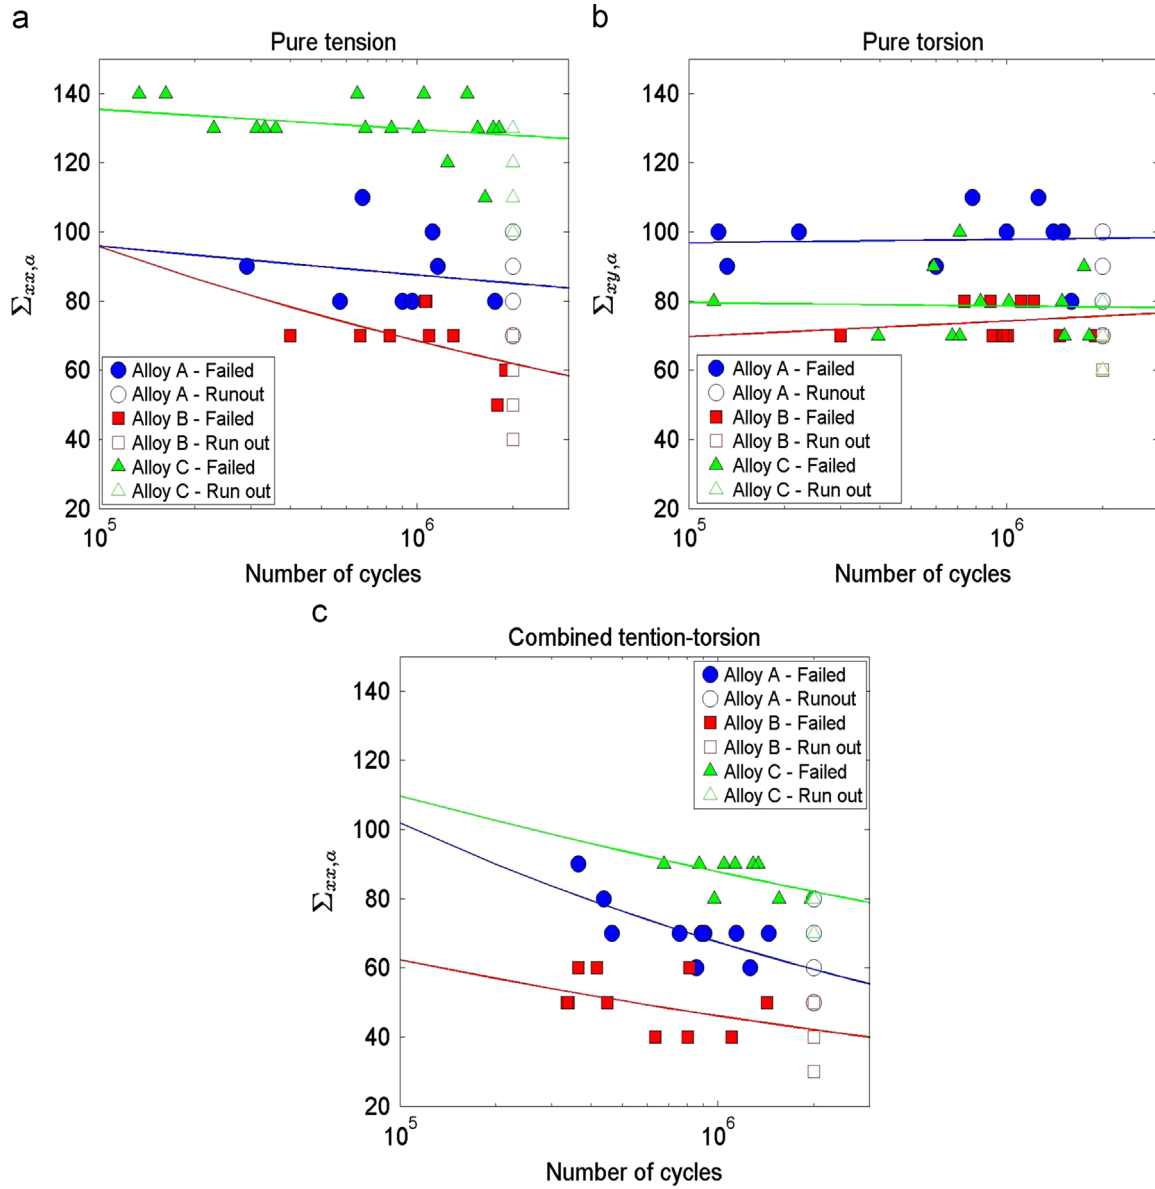 a
Pure tension
Σxx,a
140
120
100
80
60
40
20
Alloy A - Failed
Alloy A - Runout
Alloy B - Failed
Alloy B - Run out
Alloy C - Failed
Alloy C - Run out
10^5
10^6
Number of cycles
b
Pure torsion
Σxy,a
140
120
100
80
60
40
20
Alloy A - Failed
Alloy A - Runout
Alloy B - Failed
Alloy B - Run out
Alloy C - Failed
Alloy C - Run out
10^5
10^6
Number of cycles
c
Combined tention-torsion
Σxx,a
140
120
100
80
60
40
20
Alloy A - Failed
Alloy A - Runout
Alloy B - Failed
Alloy B - Run out
Alloy C - Failed
Alloy C - Run out
10^5
10^6
Number of cycles